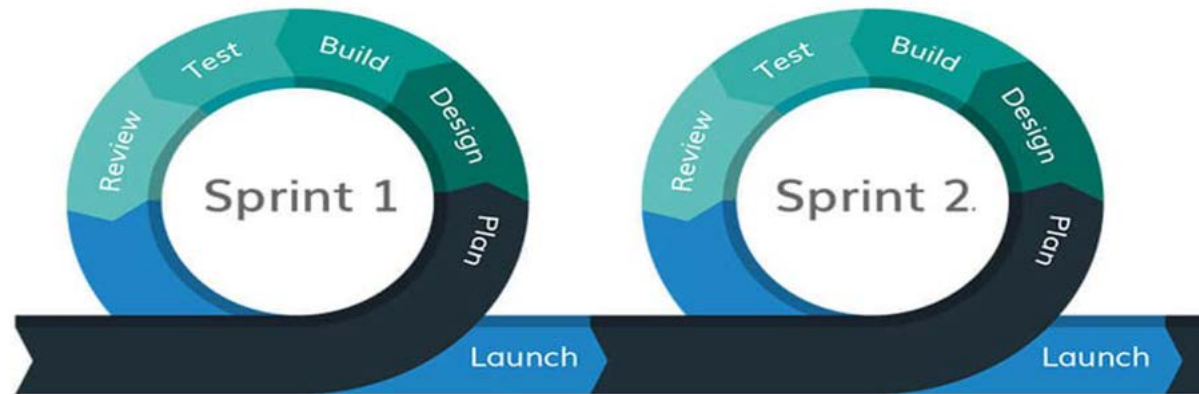 Test
Build
Review
Design
Sprint 1
Plan
Launch
Test
Build
Review
Design
Sprint 2.
Plan
Launch